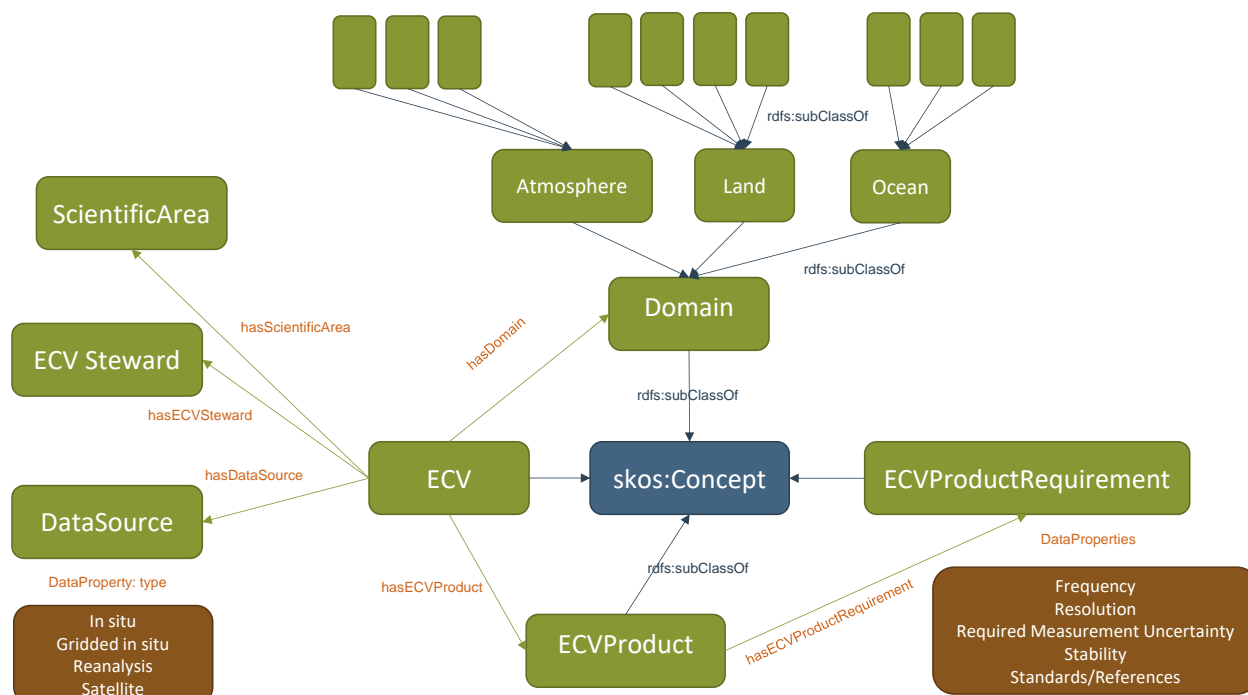 rdfs:subClassOf
Atmosphere
Land
Ocean
ScientificArea
rdfs:subClassOf
Domain
hasScientificArea
hasDomain
ECV Steward
rdfs:subClassOf
hasECVSteward
hasDataSource
ECV
skos:Concept
ECVProductRequirement
DataSource
DataProperties
rdfs:subClassOf
DataProperty: type
hasECVProduct
hasECVProductRequirement
In situ
Gridded in situ
Reanalysis
Satellite
ECVProduct
Frequency
Resolution
Required Measurement Uncertainty
Stability
Standards/References